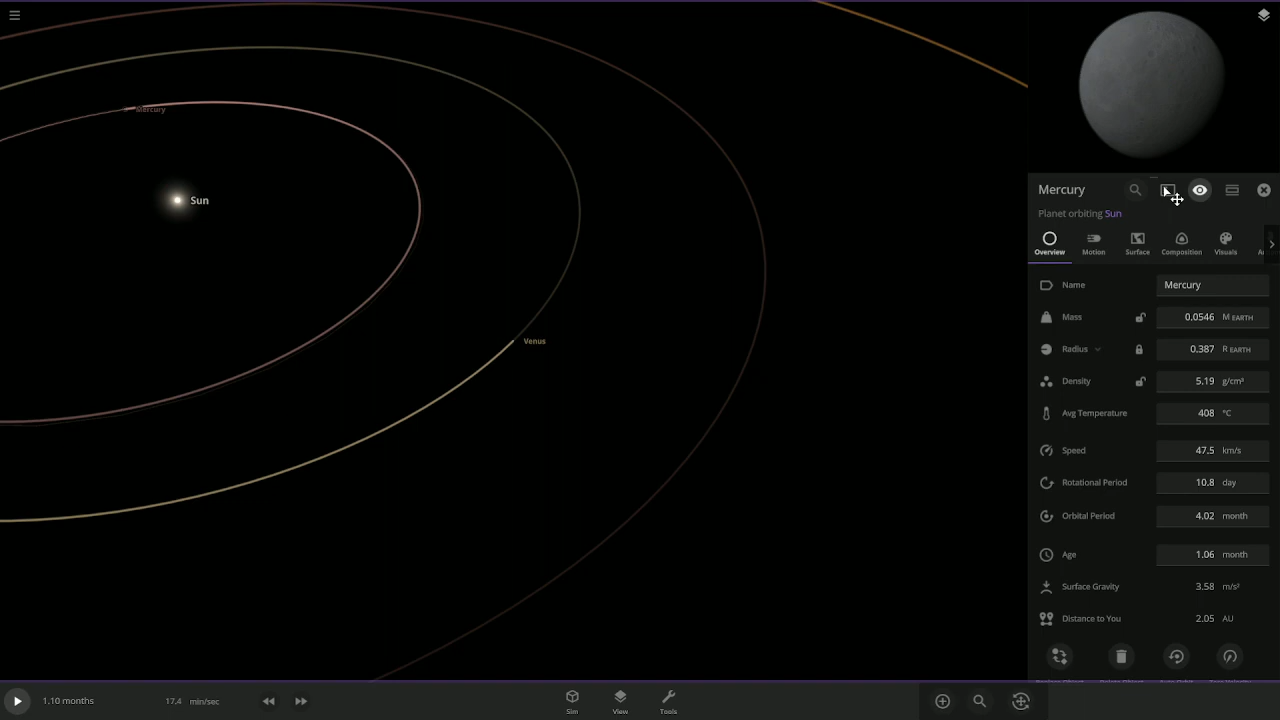 Mercury
Sun
Venus
Mercury
Planet orbiting Sun
Overview
Motion
Surface
Composition
Visuals
Name Mercury
Mass 0.0546 M EARTH
Radius 0.387 R EARTH
Density 5.19 g/cm³
Avg Temperature 408 °C
Speed 47.5 km/s
Rotational Period 10.8 day
Orbital Period 4.02 month
Age 1.06 month
Surface Gravity 3.58 m/s²
Distance to You 2.05 AU
1.10 months 17.4 min/sec
Sim View Tools